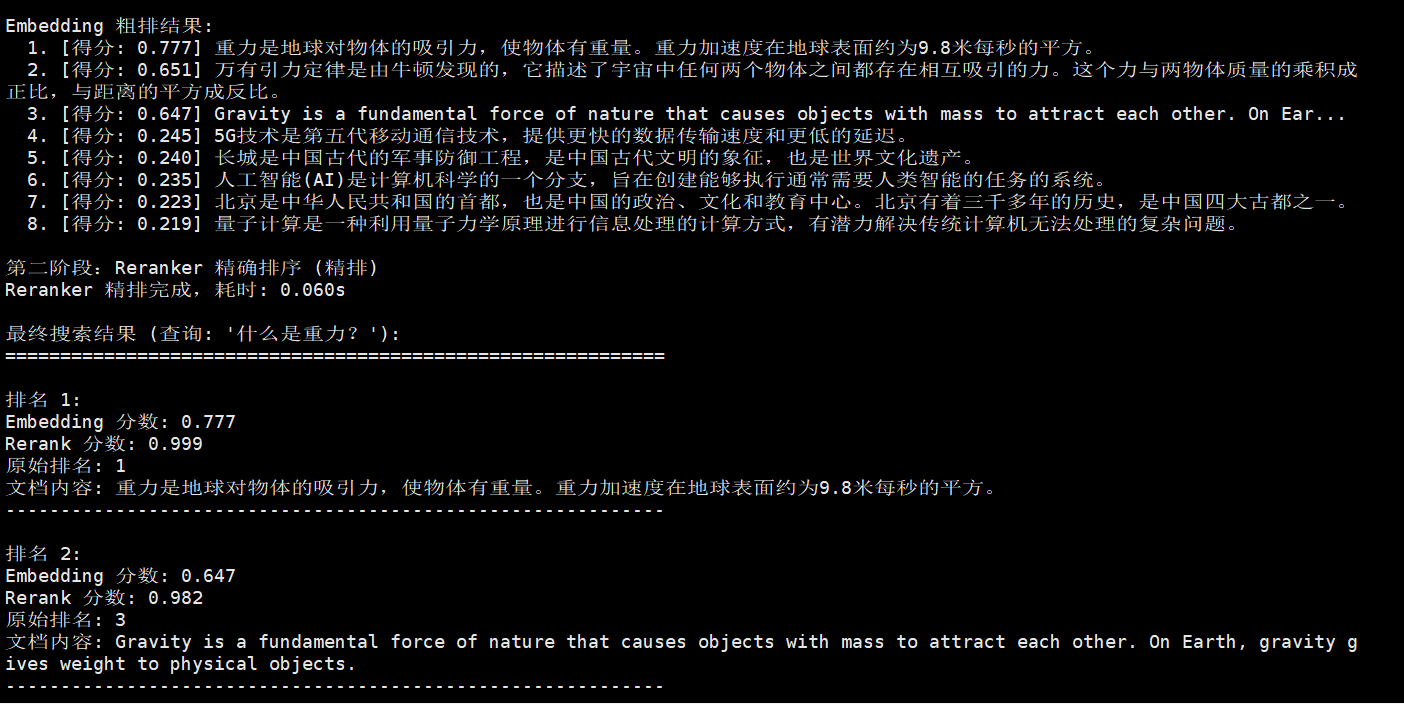 Embedding 粗排结果:
  1. [得分: 0.777] 重力是地球对物体的吸引力，使物体有重量。重力加速度在地球表面约为9.8米每秒的平方。
  2. [得分: 0.651] 万有引力定律是由牛顿发现的，它描述了宇宙中任何两个物体之间都存在相互吸引的力。这个力与两物体质量的乘积成
正比，与距离的平方成反比。
  3. [得分: 0.647] Gravity is a fundamental force of nature that causes objects with mass to attract each other. On Ear...
  4. [得分: 0.245] 5G技术是第五代移动通信技术，提供更快的数据传输速度和更低的延迟。
  5. [得分: 0.240] 长城是中国古代的军事防御工程，是中国古代文明的象征，也是世界文化遗产。
  6. [得分: 0.235] 人工智能(AI)是计算机科学的一个分支，旨在创建能够执行通常需要人类智能的任务的系统。
  7. [得分: 0.223] 北京是中华人民共和国的首都，也是中国的政治、文化和教育中心。北京有着三千多年的历史，是中国四大古都之一。
  8. [得分: 0.219] 量子计算是一种利用量子力学原理进行信息处理的计算方式，有潜力解决传统计算机无法处理的复杂问题。
第二阶段: Reranker 精确排序 (精排)
Reranker 精排完成，耗时: 0.060s
最终搜索结果 (查询: '什么是重力？'):
============================================================
排名 1:
Embedding 分数: 0.777
Rerank 分数: 0.999
原始排名: 1
文档内容: 重力是地球对物体的吸引力，使物体有重量。重力加速度在地球表面约为9.8米每秒的平方。
------------------------------------------------------------
排名 2:
Embedding 分数: 0.647
Rerank 分数: 0.982
原始排名: 3
文档内容: Gravity is a fundamental force of nature that causes objects with mass to attract each other. On Earth, gravity g
ives weight to physical objects.
------------------------------------------------------------